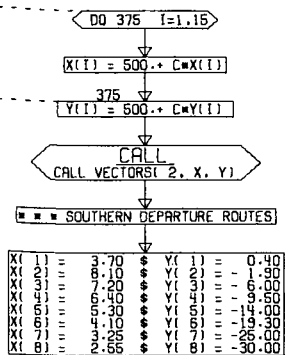 DO 375 I=1,15
X(I) = 500.+ C*X(I)
375
Y(I) = 500.+ C*Y(I)
CALL
CALL VECTORS( 2, X, Y)
* * * SOUTHERN DEPARTURE ROUTES
X( 1) = 3.70 $ Y( 1) = 0.40
X( 2) = 8.10 $ Y( 2) = - 1.90
X( 3) = 7.20 $ Y( 3) = - 6.00
X( 4) = 6.40 $ Y( 4) = - 9.50
X( 5) = 5.30 $ Y( 5) = -14.00
X( 6) = 4.10 $ Y( 6) = -19.30
X( 7) = 3.25 $ Y( 7) = -25.00
X( 8) = 2.55 $ Y( 8) = -30.00